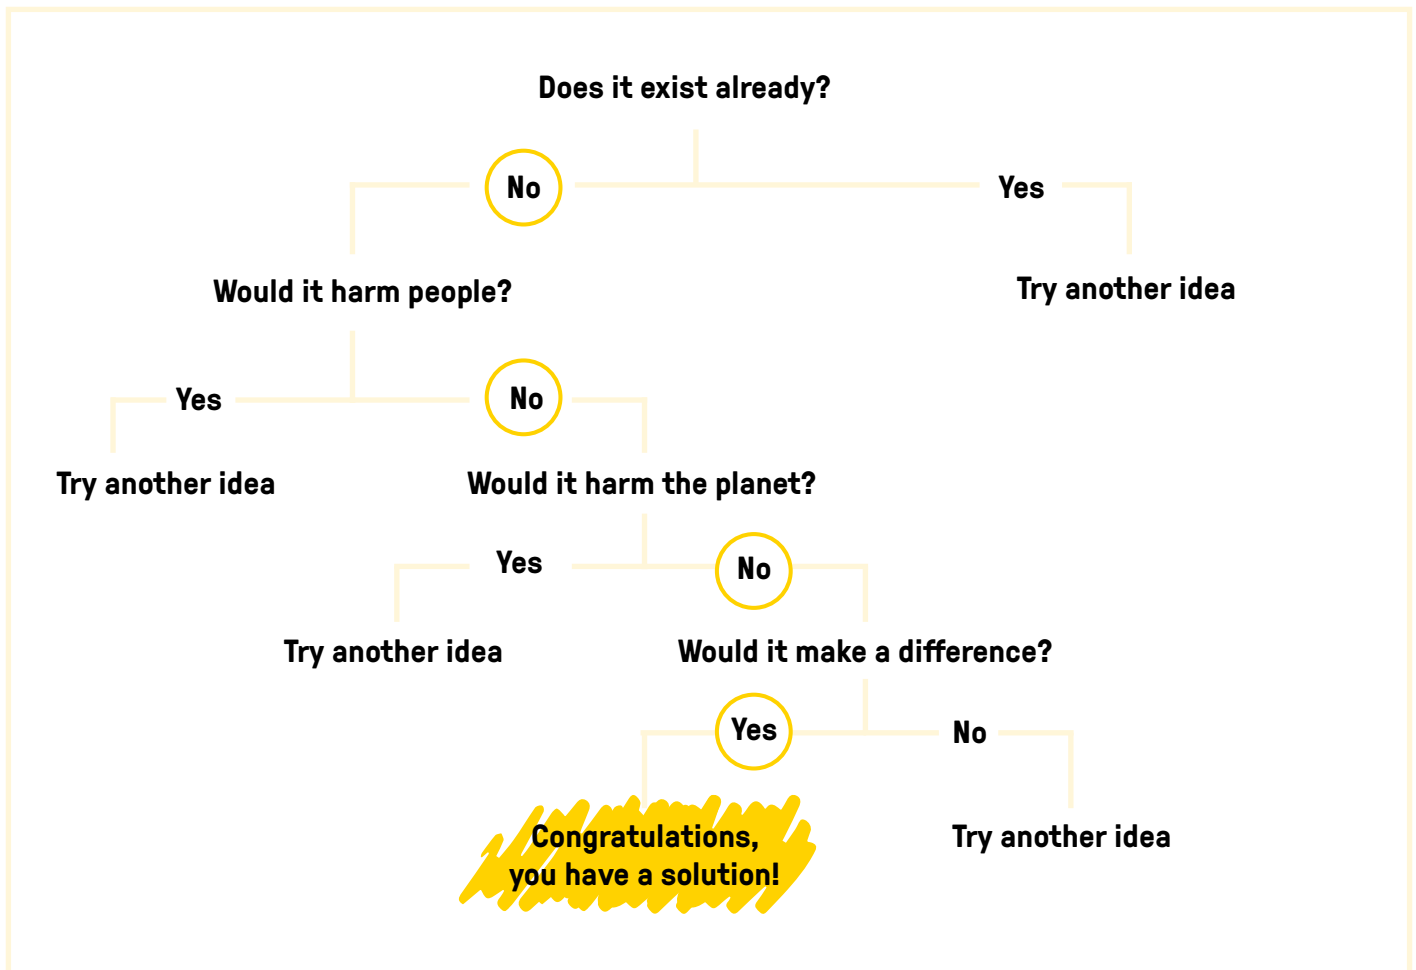 Does it exist already?
No
Yes
Would it harm people?
Try another idea
Yes
No
Try another idea
Would it harm the planet?
Yes
No
Try another idea
Would it make a difference?
Yes
No
Congratulations,
you have a solution!
Try another idea